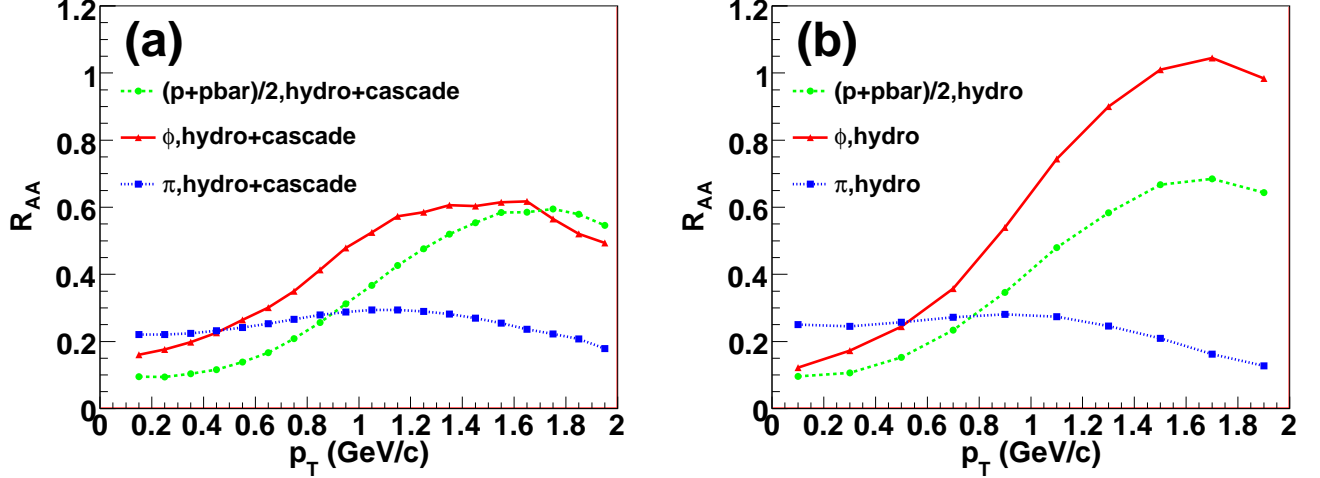 (a)
(p+pbar)/2,hydro+cascade
ϕ,hydro+cascade
π,hydro+cascade
R_AA
1.2
1
0.8
0.6
0.4
0.2
0
0 0.2 0.4 0.6 0.8 1 1.2 1.4 1.6 1.8 2
p_T (GeV/c)
(b)
(p+pbar)/2,hydro
ϕ,hydro
π,hydro
R_AA
1.2
1
0.8
0.6
0.4
0.2
0
0 0.2 0.4 0.6 0.8 1 1.2 1.4 1.6 1.8 2
p_T (GeV/c)